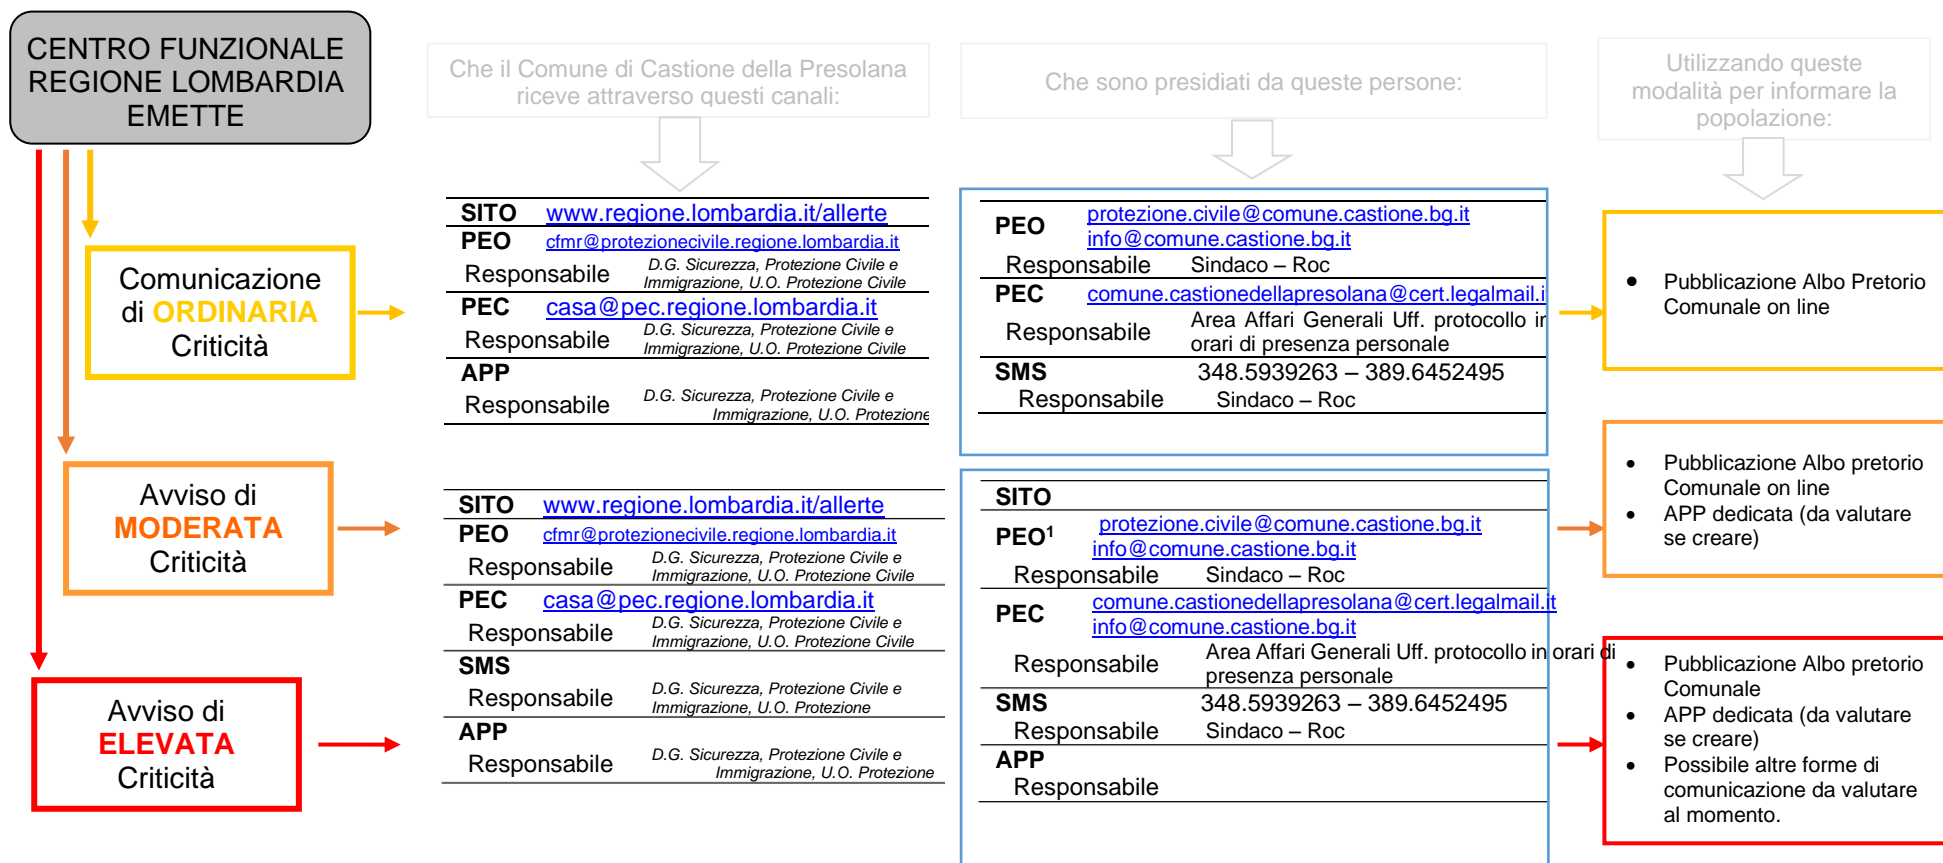 CENTRO FUNZIONALE
REGIONE LOMBARDIA
EMETTE
Che il Comune di Castione della Presolana
riceve attraverso questi canali:
Che sono presidiati da queste persone:
Utilizzando queste
modalità per informare la
popolazione:
Comunicazione
di ORDINARIA
Criticità
SITO www.regione.lombardia.it/allerte
PEO cfmr@protezionecivile.regione.lombardia.it
Responsabile D.G. Sicurezza, Protezione Civile e
Immigrazione, U.O. Protezione Civile
PEC casa@pec.regione.lombardia.it
Responsabile D.G. Sicurezza, Protezione Civile e
Immigrazione, U.O. Protezione Civile
APP
Responsabile D.G. Sicurezza, Protezione Civile e
Immigrazione, U.O. Protezione
PEO protezione.civile@comune.castione.bg.it
info@comune.castione.bg.it
Responsabile Sindaco – Roc
PEC comune.castionedellapresolana@cert.legalmail.i
Responsabile Area Affari Generali Uff. protocollo in
orari di presenza personale
SMS 348.5939263 – 389.6452495
Responsabile Sindaco – Roc
• Pubblicazione Albo Pretorio
Comunale on line
Avviso di
MODERATA
Criticità
Avviso di
ELEVATA
Criticità
SITO www.regione.lombardia.it/allerte
PEO cfmr@protezionecivile.regione.lombardia.it
Responsabile D.G. Sicurezza, Protezione Civile e
Immigrazione, U.O. Protezione Civile
PEC casa@pec.regione.lombardia.it
Responsabile D.G. Sicurezza, Protezione Civile e
Immigrazione, U.O. Protezione Civile
SMS
Responsabile D.G. Sicurezza, Protezione Civile e
Immigrazione, U.O. Protezione
APP
Responsabile D.G. Sicurezza, Protezione Civile e
Immigrazione, U.O. Protezione
SITO
PEO¹ protezione.civile@comune.castione.bg.it
info@comune.castione.bg.it
Responsabile Sindaco – Roc
PEC comune.castionedellapresolana@cert.legalmail.it
info@comune.castione.bg.it
Responsabile Area Affari Generali Uff. protocollo in orari di
presenza personale
SMS 348.5939263 – 389.6452495
Responsabile Sindaco – Roc
APP
Responsabile
• Pubblicazione Albo pretorio
Comunale on line
• APP dedicata (da valutare
se creare)
• Pubblicazione Albo pretorio
Comunale
• APP dedicata (da valutare
se creare)
• Possibile altre forme di
comunicazione da valutare
al momento.